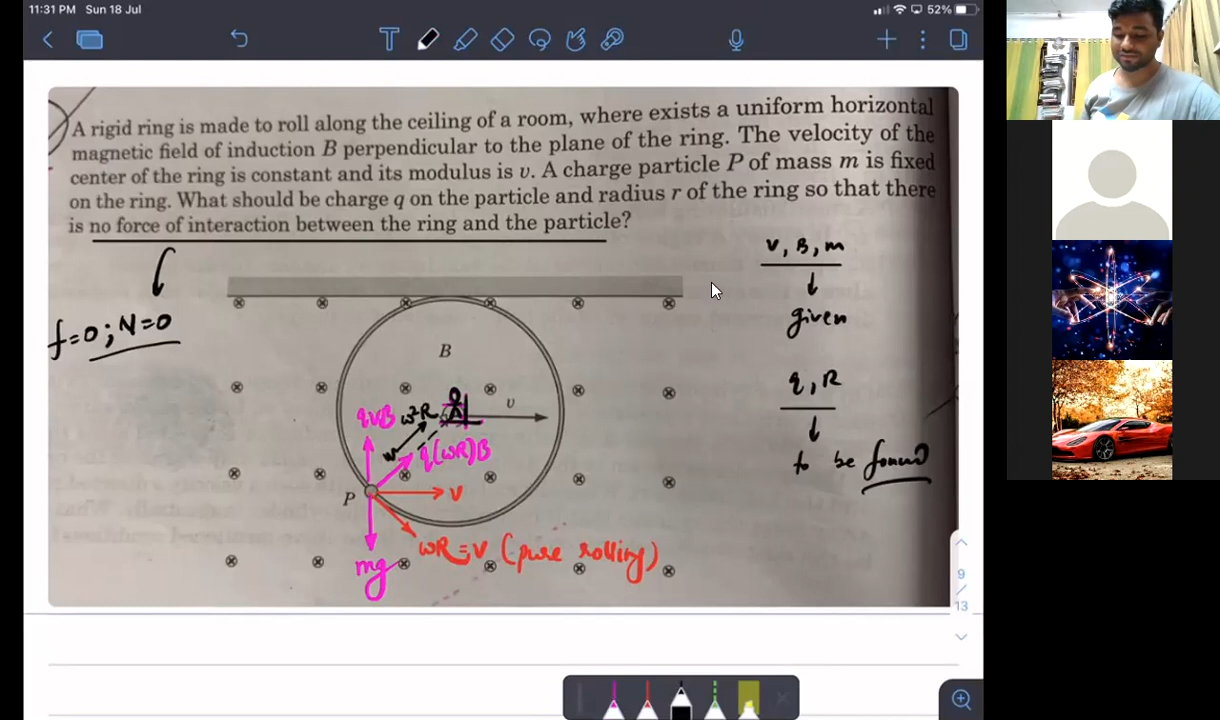 11:31 PM Sun 18 Jul
52%
A rigid ring is made to roll along the ceiling of a room, where exists a uniform horizontal
magnetic field of induction B perpendicular to the plane of the ring. The velocity of the
center of the ring is constant and its modulus is v. A charge particle P of mass m is fixed
on the ring. What should be charge q on the particle and radius r of the ring so that there
is no force of interaction between the ring and the particle?
v, B, m
given
f=0; N=0
B
q, R
υ
qVB ω²R
to be found
q(ωR)B
P
v
ωR=v (pure rolling)
mg
9
/
13